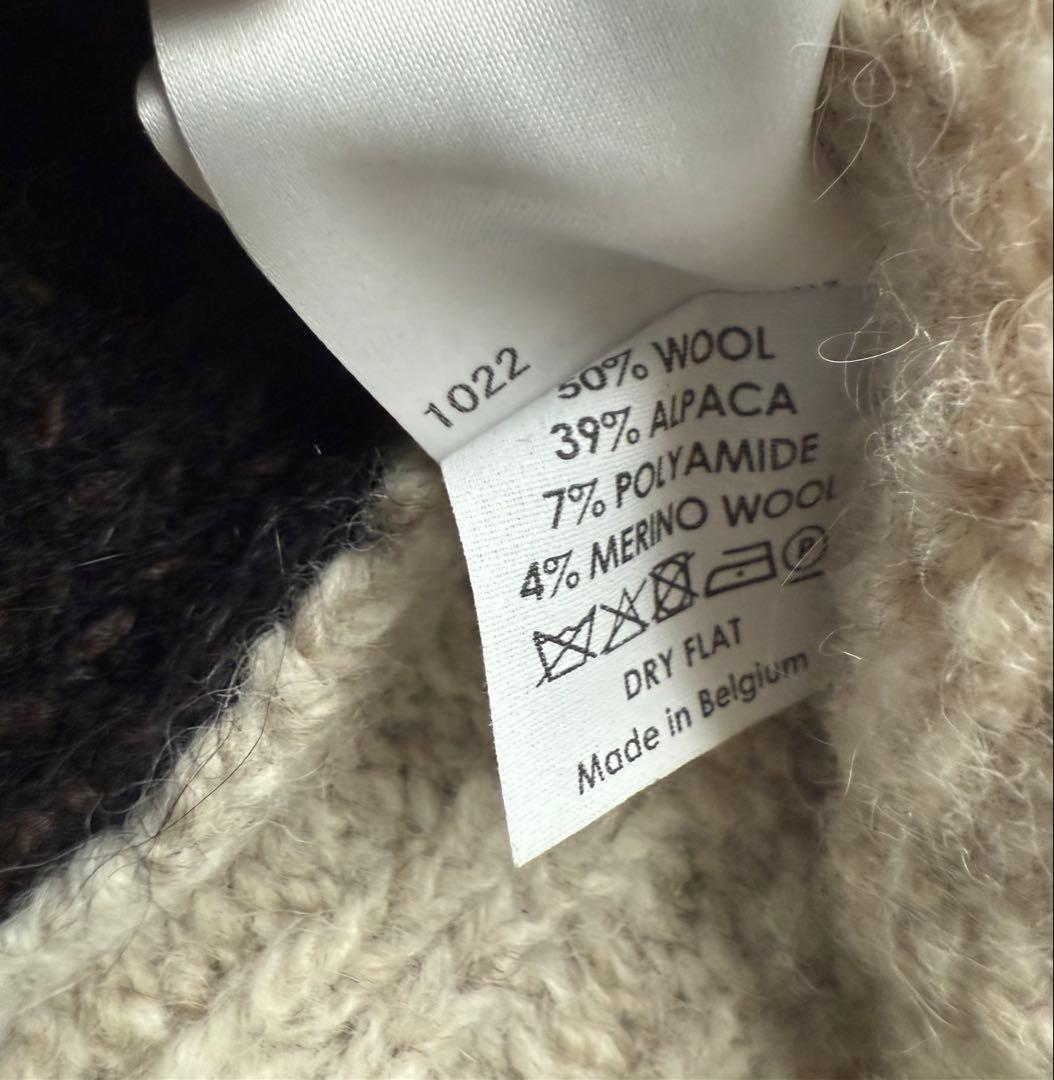 1022
50% WOOL
39% ALPACA
7% POLYAMIDE
4% MERINO WOOL
P
DRY FLAT
Made in Belgium